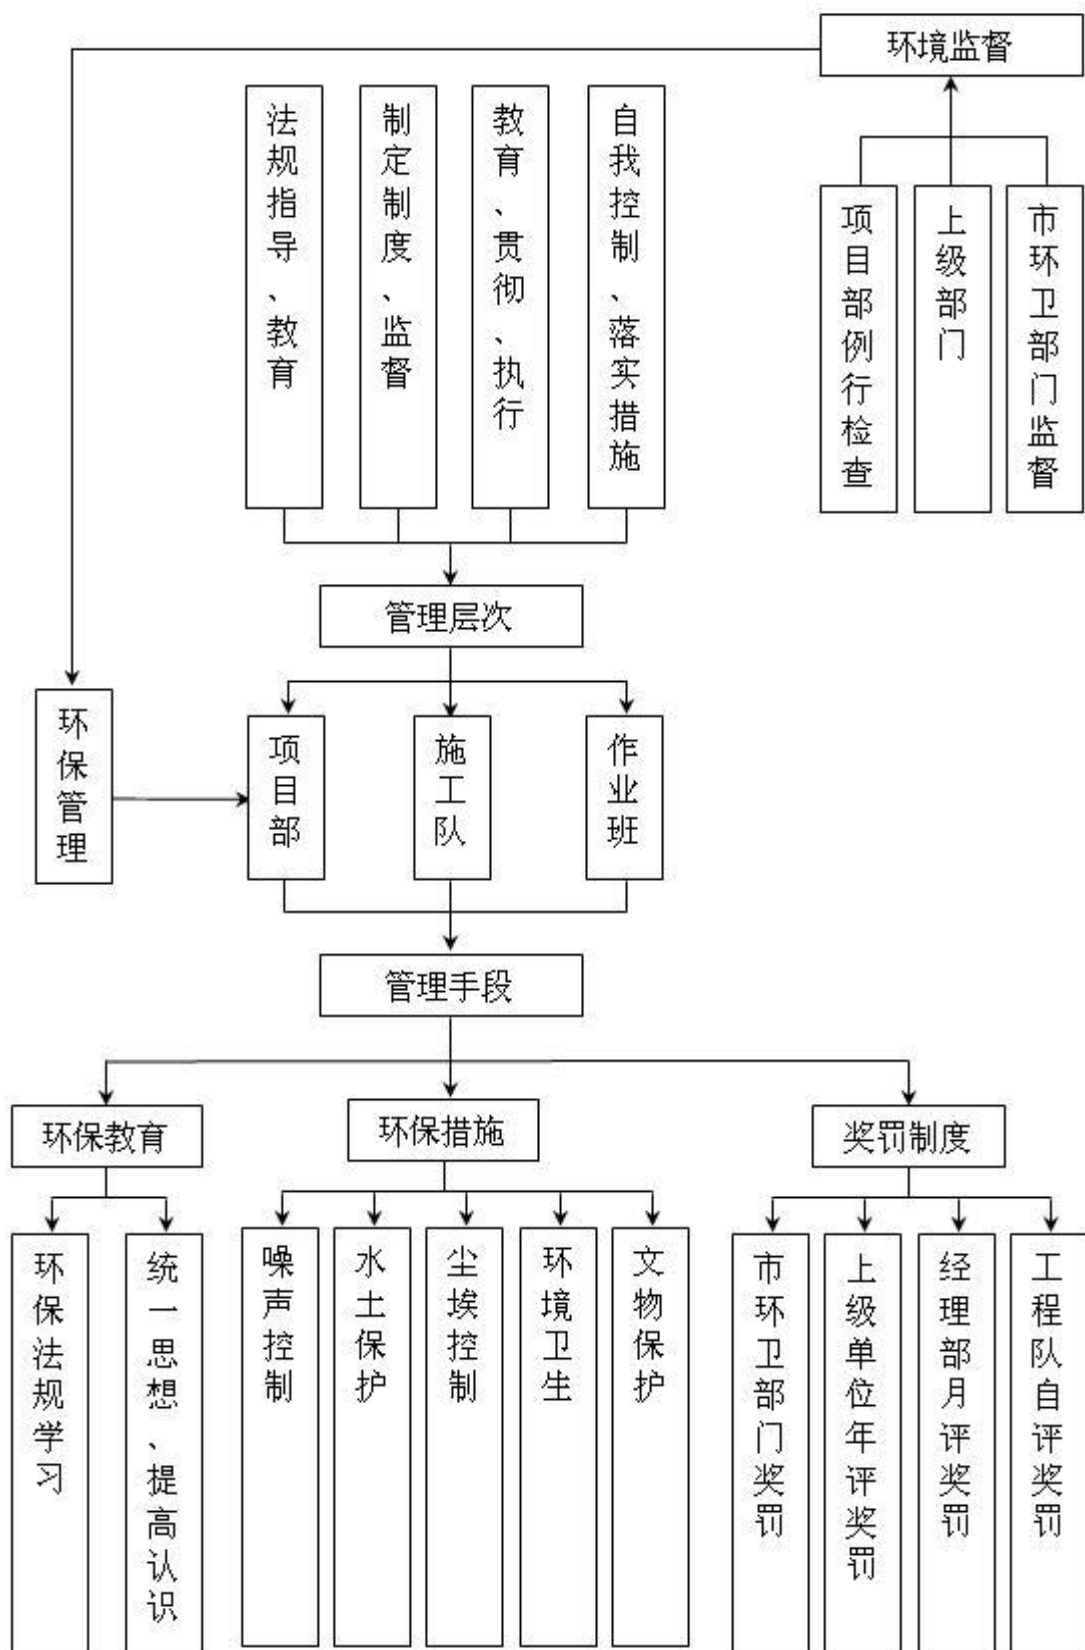 环境监督
法规指导、教育
制定制度、监督
教育、贯彻、执行
自我控制、落实措施
项目部例行检查
上级部门
市环卫部门监督
管理层次
环保管理
项目部
施工队
作业班
管理手段
环保教育
环保措施
奖罚制度
环保法规学习
统一思想、提高认识
噪声控制
水土保护
尘埃控制
环境卫生
文物保护
市环卫部门奖罚
上级单位年评奖罚
经理部月评奖罚
工程队自评奖罚